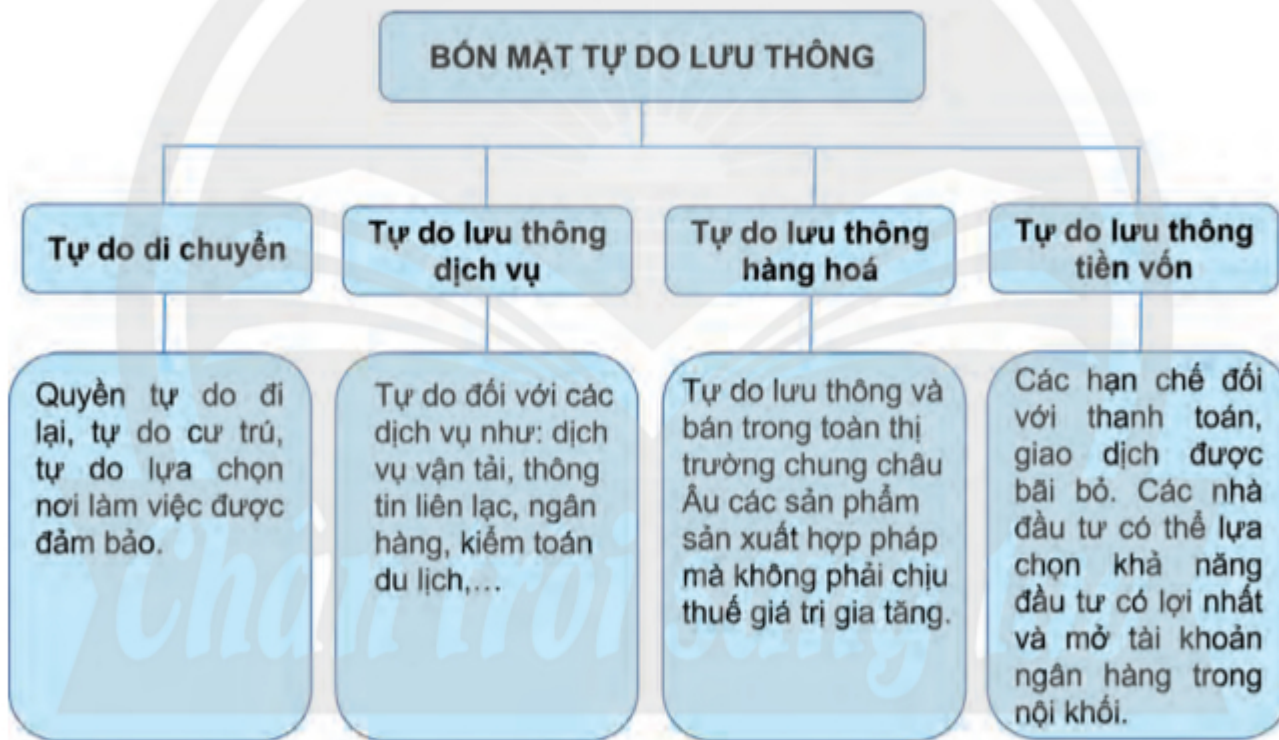 BỐN MẶT TỰ DO LƯU THÔNG
Tự do di chuyển
Tự do lưu thông
dịch vụ
Tự do lưu thông
hàng hoá
Tự do lưu thông
tiền vốn
Quyền tự do đi
lại, tự do cư trú,
tự do lựa chọn
nơi làm việc được
đảm bảo.
Tự do đối với các
dịch vụ như: dịch
vụ vận tải, thông
tin liên lạc, ngân
hàng, kiểm toán
du lịch,...
Tự do lưu thông và
bán trong toàn thị
trường chung châu
Âu các sản phẩm
sản xuất hợp pháp
mà không phải chịu
thuế giá trị gia tăng.
Các hạn chế đối
với thanh toán,
giao dịch được
bãi bỏ. Các nhà
đầu tư có thể lựa
chọn khả năng
đầu tư có lợi nhất
và mở tài khoản
ngân hàng trong
nội khối.
Chân trời sáng